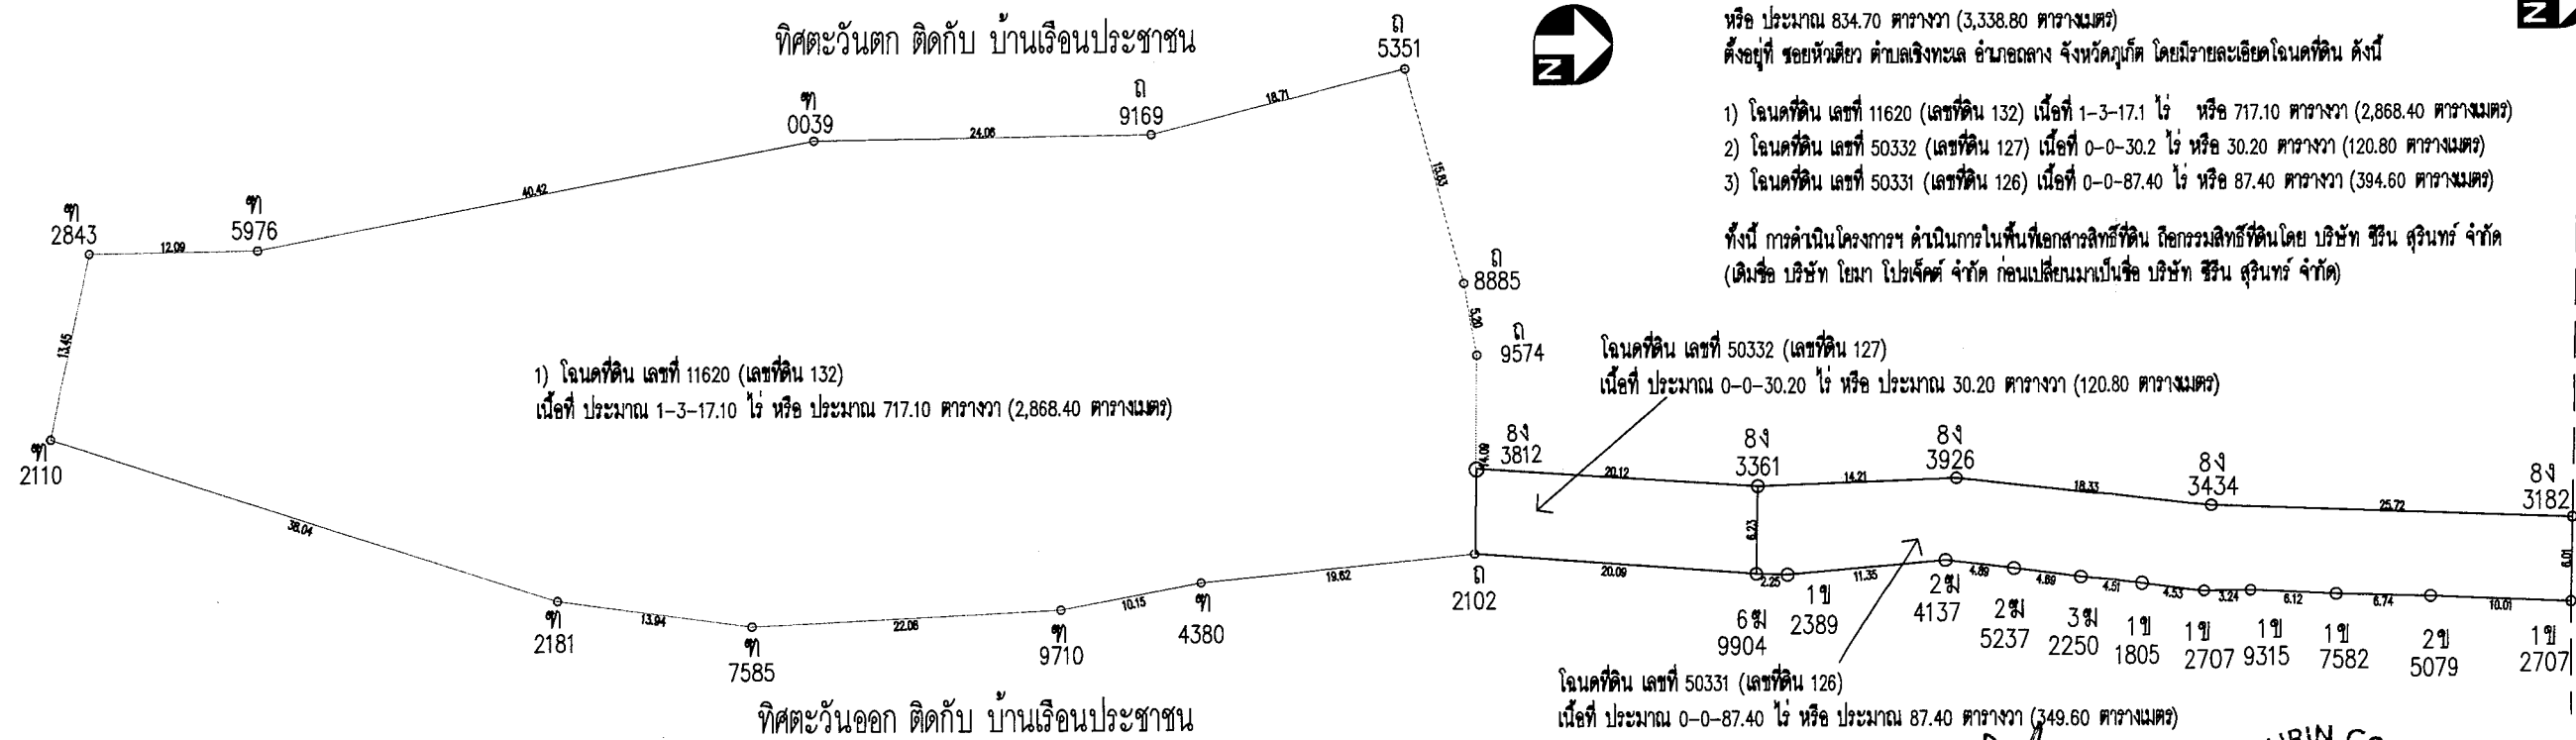 หรือ ประมาณ 834.70 ตารางวา (3,338.80 ตารางเมตร)
ตั้งอยู่ที่ ซอยหัวเตียว ตำบลเชิงทะเล อำเภอถลาง จังหวัดภูเก็ต โดยมีรายละเอียดโฉนดที่ดิน ดังนี้
1) โฉนดที่ดิน เลขที่ 11620 (เลขที่ดิน 132) เนื้อที่ 1-3-17.1 ไร่ หรือ 717.10 ตารางวา (2,868.40 ตารางเมตร)
2) โฉนดที่ดิน เลขที่ 50332 (เลขที่ดิน 127) เนื้อที่ 0-0-30.2 ไร่ หรือ 30.20 ตารางวา (120.80 ตารางเมตร)
3) โฉนดที่ดิน เลขที่ 50331 (เลขที่ดิน 126) เนื้อที่ 0-0-87.40 ไร่ หรือ 87.40 ตารางวา (394.60 ตารางเมตร)
ทั้งนี้ การดำเนินโครงการฯ ดำเนินการในพื้นที่เอกสารสิทธิ์ที่ดิน ถือกรรมสิทธิ์ที่ดินโดย บริษัท ซีรีน สุรินทร์ จำกัด
(เดิมชื่อ บริษัท โยมา โปรเจ็คต์ จำกัด ก่อนเปลี่ยนมาเป็นชื่อ บริษัท ซีรีน สุรินทร์ จำกัด)
Z
Z
ทิศตะวันตก ติดกับ บ้านเรือนประชาชน
ถ
5351
18.71
ฑ
0039
24.06
ถ
9169
40.42
15.83
ฑ
2843
12.09
ฑ
5976
ถ
8885
5.20
ถ
9574
13.45
1) โฉนดที่ดิน เลขที่ 11620 (เลขที่ดิน 132)
เนื้อที่ ประมาณ 1-3-17.10 ไร่ หรือ ประมาณ 717.10 ตารางวา (2,868.40 ตารางเมตร)
โฉนดที่ดิน เลขที่ 50332 (เลขที่ดิน 127)
เนื้อที่ ประมาณ 0-0-30.20 ไร่ หรือ ประมาณ 30.20 ตารางวา (120.80 ตารางเมตร)
ฑ
2110
14.09
8ง
3812
20.12
8ง
3361
14.21
8ง
3926
18.33
8ง
3434
25.72
8ง
3182
6.23
6.01
38.04
ฑ
2181
13.94
ฑ
7585
22.06
ฑ
9710
10.15
ฑ
4380
19.62
ถ
2102
20.09
6ฆ
9904
2.25
1ข
2389
11.35
2ฆ
4137
4.89
2ฆ
5237
4.69
3ฆ
2250
4.51
1ข
1805
4.53
1ข
2707
3.24
1ข
9315
6.12
1ข
7582
6.74
2ข
5079
10.01
1ข
2707
โฉนดที่ดิน เลขที่ 50331 (เลขที่ดิน 126)
เนื้อที่ ประมาณ 0-0-87.40 ไร่ หรือ ประมาณ 87.40 ตารางวา (349.60 ตารางเมตร)
ทิศตะวันออก ติดกับ บ้านเรือนประชาชน